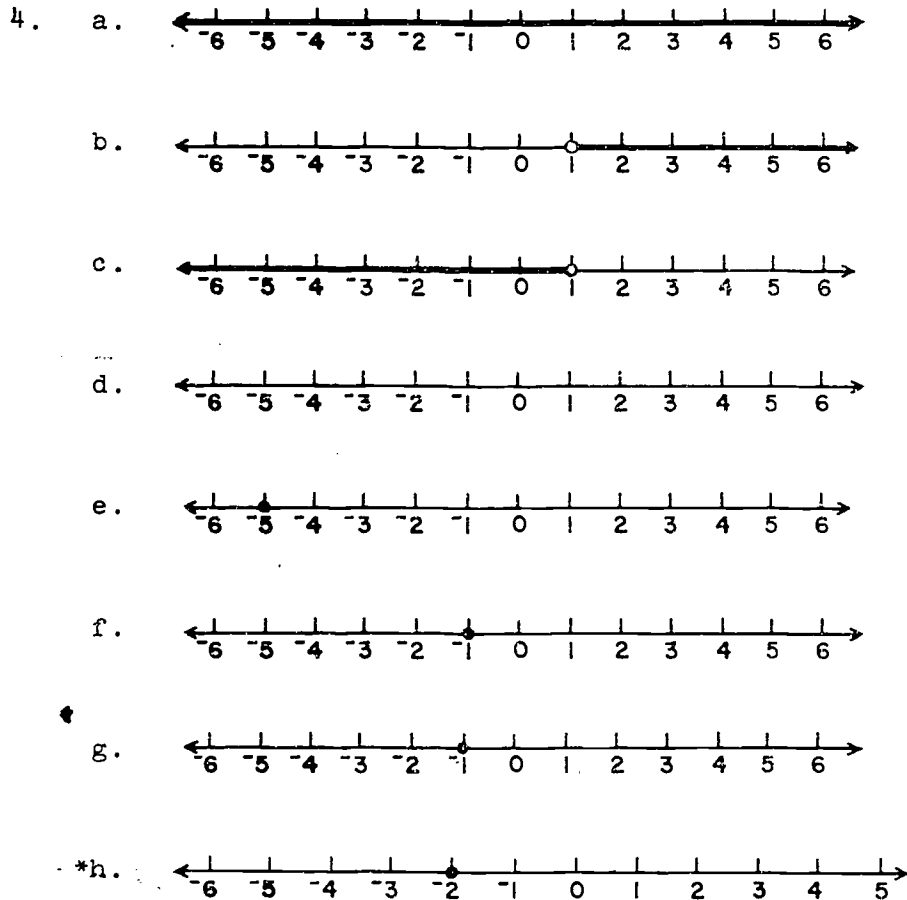 4. a. ⁻6 ⁻5 ⁻4 ⁻3 ⁻2 ⁻1 0 1 2 3 4 5 6
b. ⁻6 ⁻5 ⁻4 ⁻3 ⁻2 ⁻1 0 1 2 3 4 5 6
c. ⁻6 ⁻5 ⁻4 ⁻3 ⁻2 ⁻1 0 1 2 3 4 5 6
d. ⁻6 ⁻5 ⁻4 ⁻3 ⁻2 ⁻1 0 1 2 3 4 5 6
e. ⁻6 ⁻5 ⁻4 ⁻3 ⁻2 ⁻1 0 1 2 3 4 5 6
f. ⁻6 ⁻5 ⁻4 ⁻3 ⁻2 ⁻1 0 1 2 3 4 5 6
g. ⁻6 ⁻5 ⁻4 ⁻3 ⁻2 ⁻1 0 1 2 3 4 5 6
*h. ⁻6 ⁻5 ⁻4 ⁻3 ⁻2 ⁻1 0 1 2 3 4 5